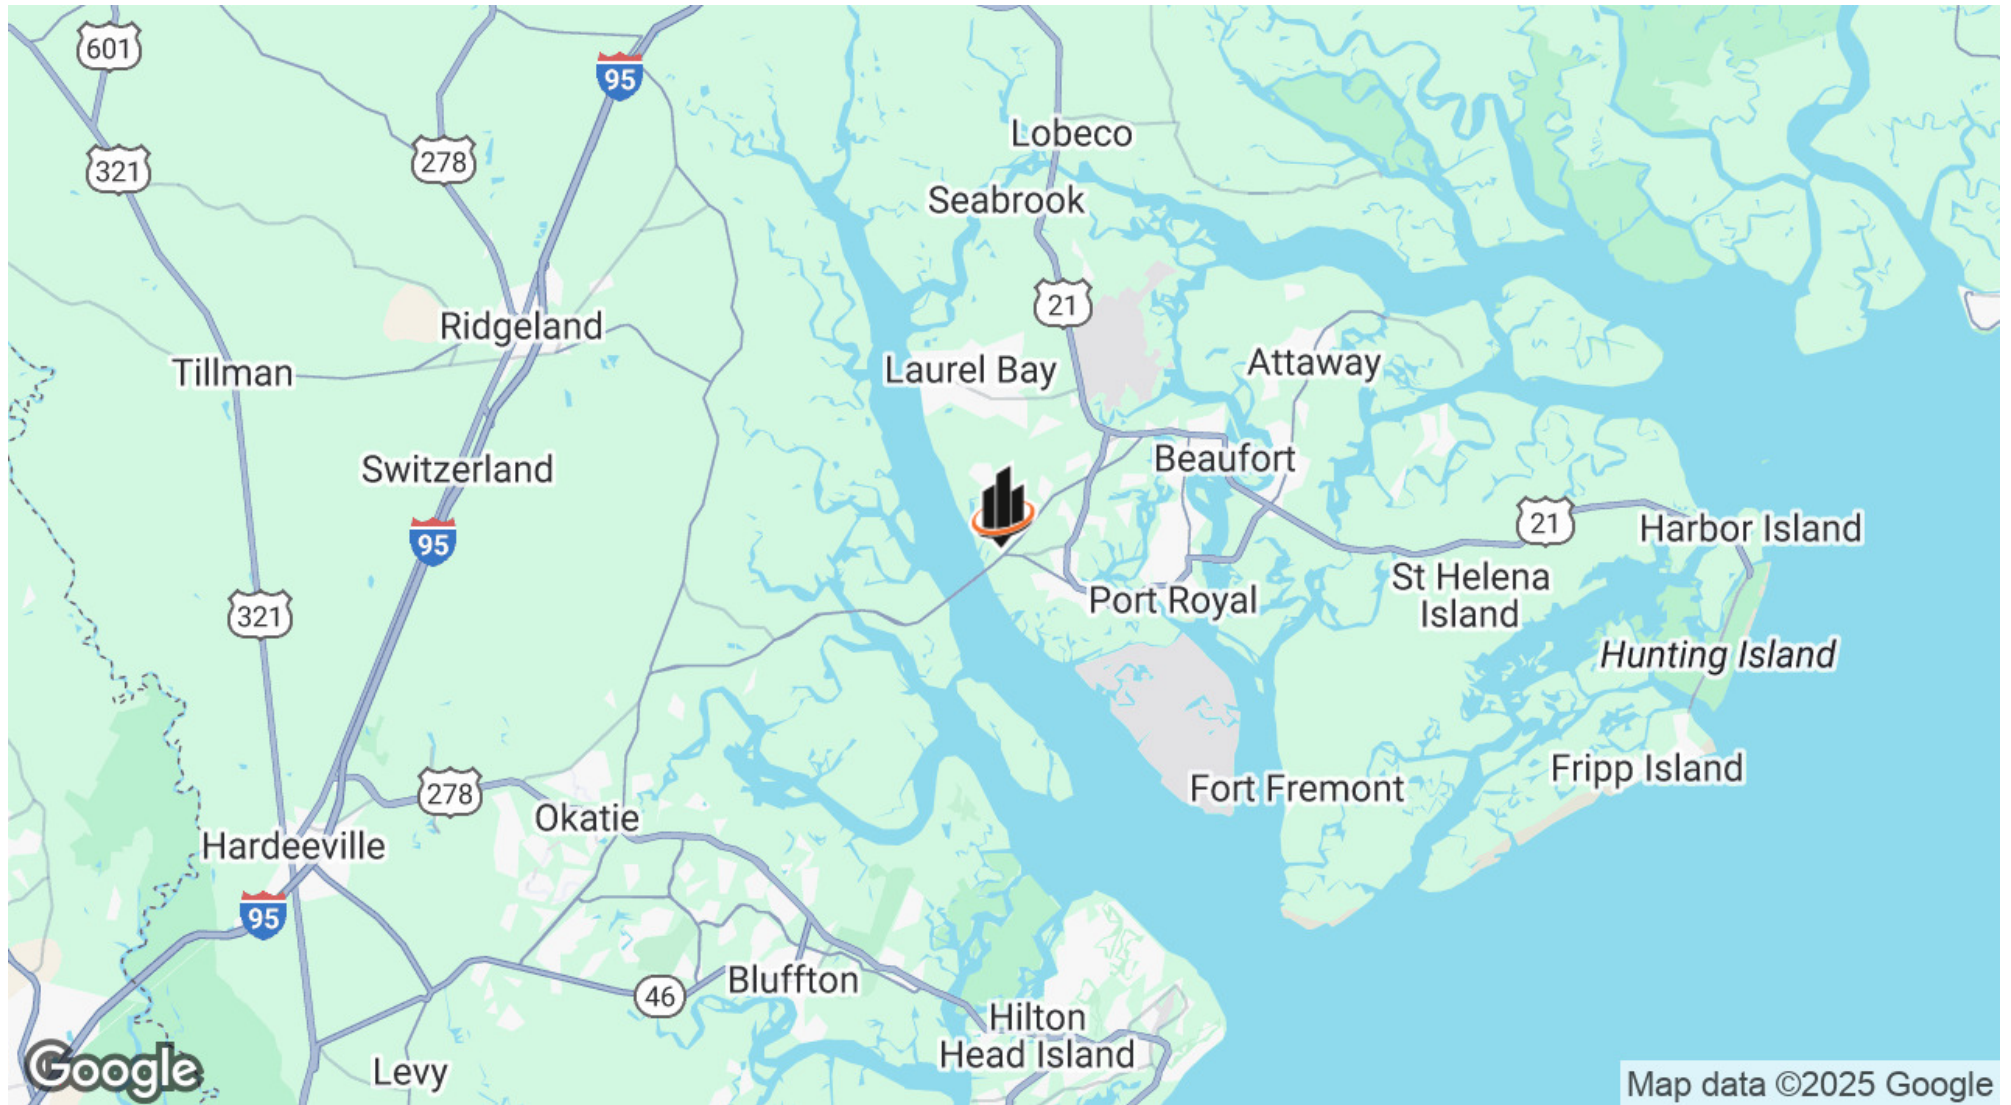 601
95
Lobeco
278
321
Seabrook
21
Ridgeland
Laurel Bay
Attaway
Tillman
Switzerland
Beaufort
21
Harbor Island
95
St Helena
Island
Port Royal
321
Hunting Island
Fripp Island
Fort Fremont
278
Okatie
Hardeeville
95
Bluffton
46
Hilton
Head Island
Levy
Google
Map data ©2025 Google